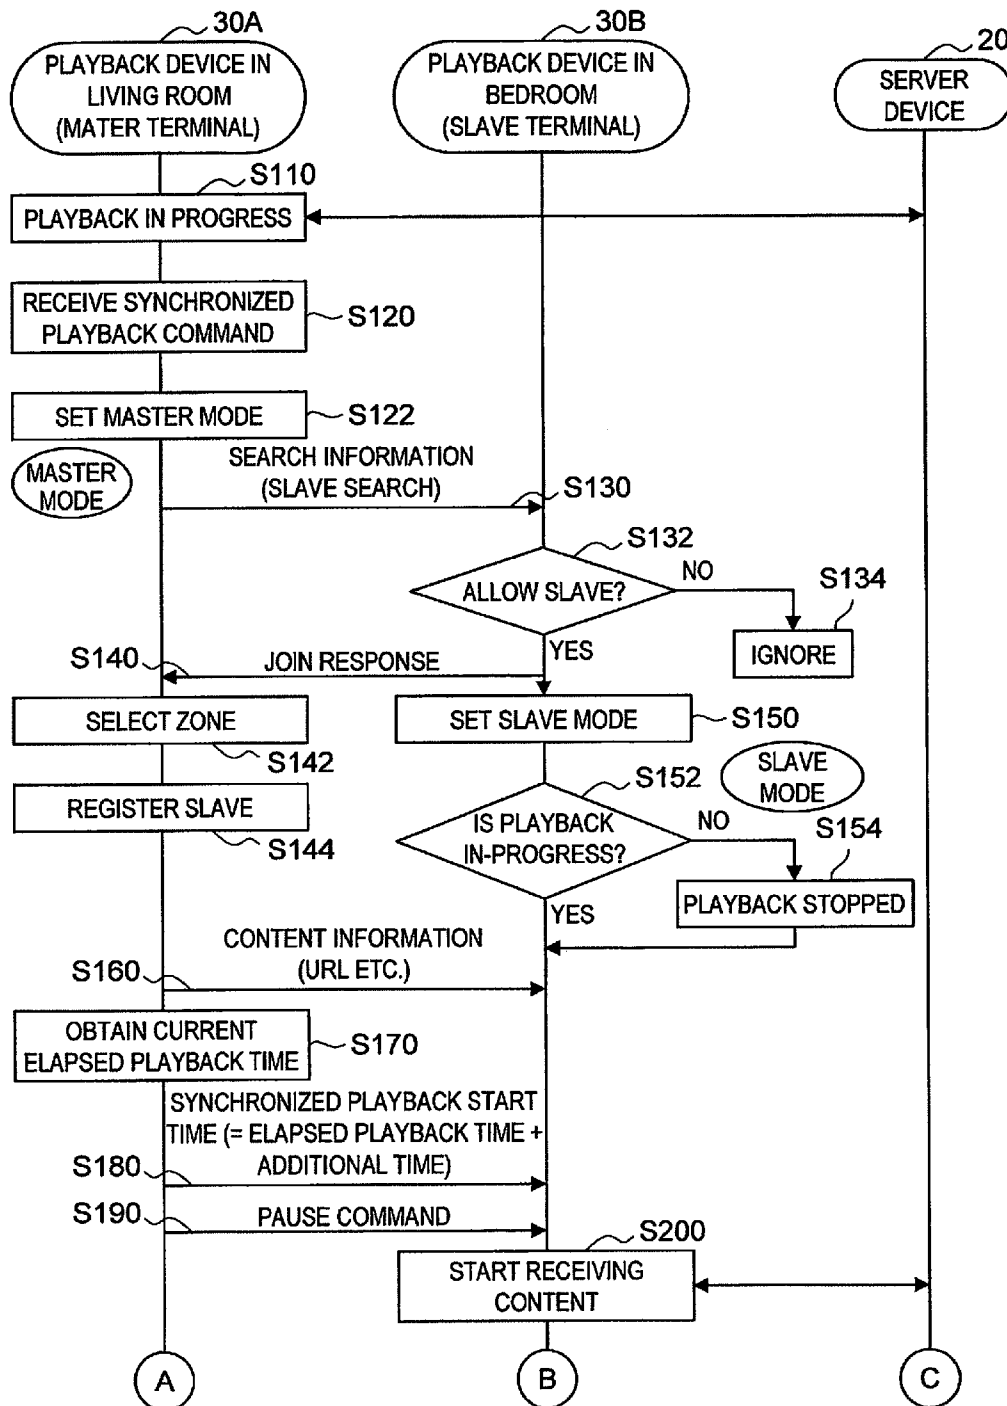 30A
30B
20
PLAYBACK DEVICE IN
LIVING ROOM
(MATER TERMINAL)
PLAYBACK DEVICE IN
BEDROOM
(SLAVE TERMINAL)
SERVER
DEVICE
S110
PLAYBACK IN PROGRESS
RECEIVE SYNCHRONIZED
PLAYBACK COMMAND
S120
SET MASTER MODE
S122
MASTER
MODE
SEARCH INFORMATION
(SLAVE SEARCH)
S130
S132
ALLOW SLAVE?
NO
S134
IGNORE
YES
S140
JOIN RESPONSE
SELECT ZONE
S142
SET SLAVE MODE
S150
SLAVE
MODE
REGISTER SLAVE
S144
S152
IS PLAYBACK
IN-PROGRESS?
NO
S154
PLAYBACK STOPPED
YES
CONTENT INFORMATION
(URL ETC.)
S160
OBTAIN CURRENT
ELAPSED PLAYBACK TIME
S170
SYNCHRONIZED PLAYBACK START
TIME (= ELAPSED PLAYBACK TIME +
ADDITIONAL TIME)
S180
S190
PAUSE COMMAND
S200
START RECEIVING
CONTENT
A
B
C